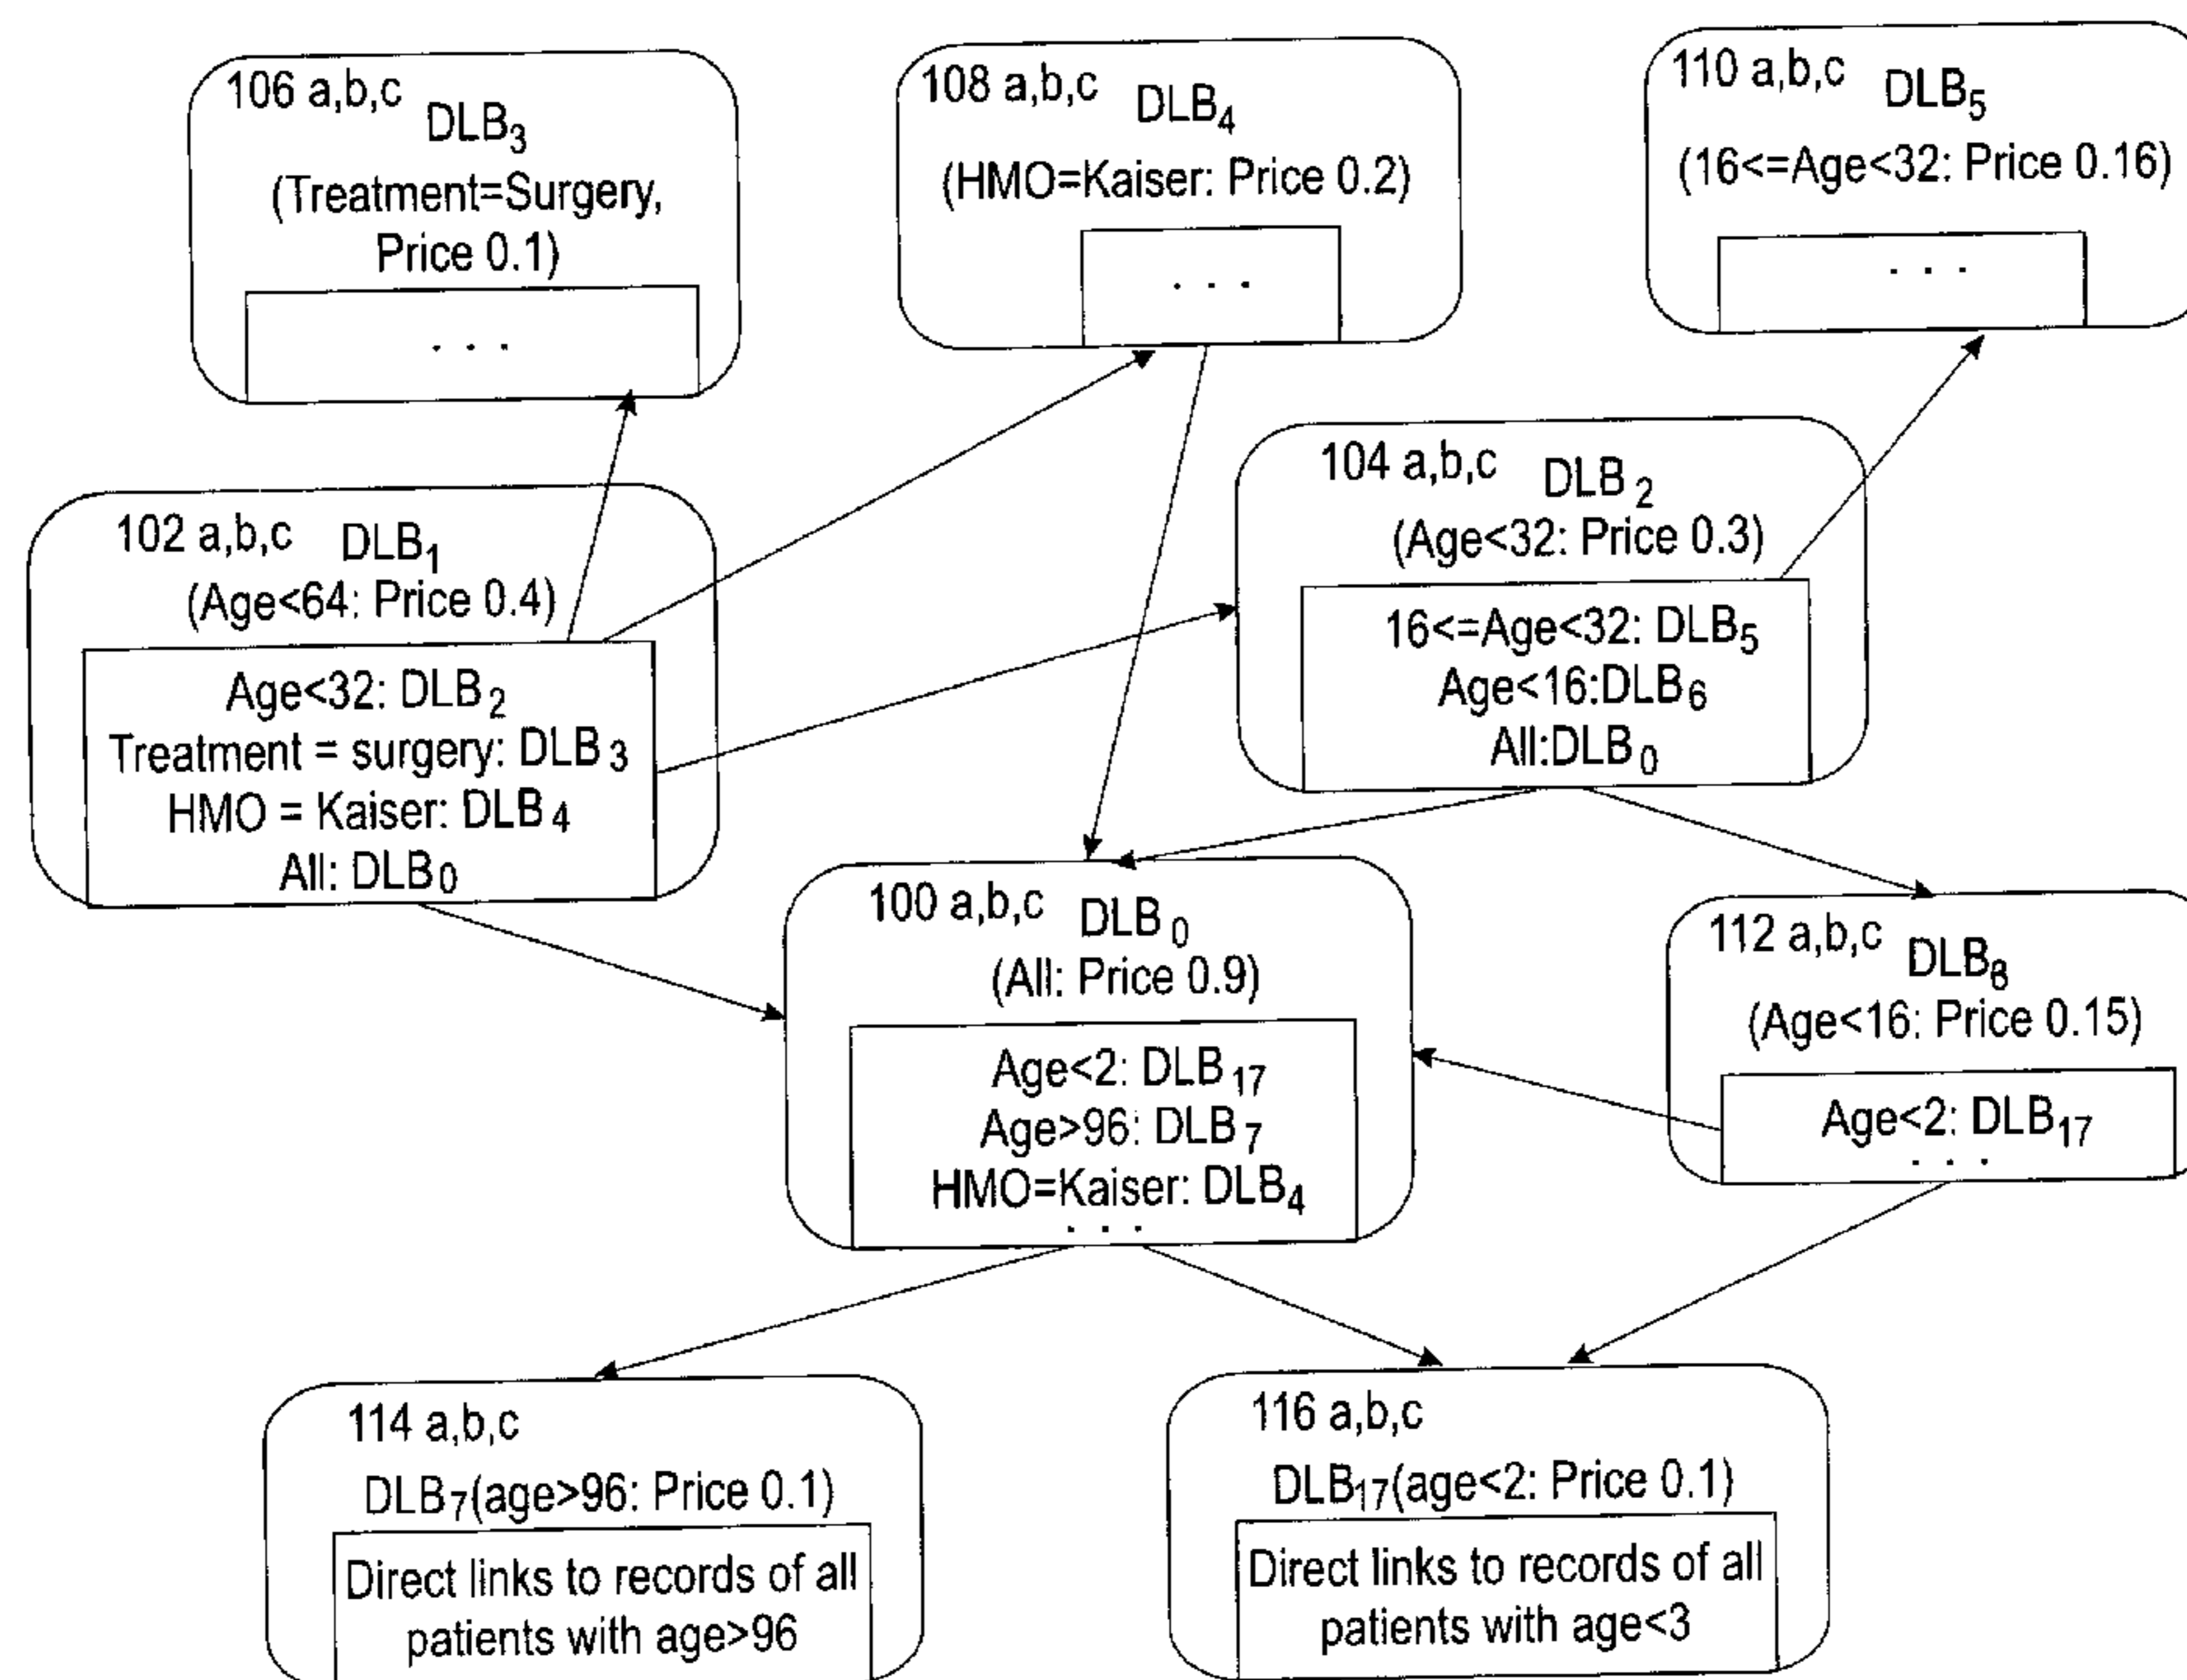 106 a,b,c DLB3
(Treatment=Surgery,
Price 0.1)
. . .
108 a,b,c DLB4
(HMO=Kaiser: Price 0.2)
. . .
110 a,b,c DLB5
(16<=Age<32: Price 0.16)
. . .
102 a,b,c DLB1
(Age<64: Price 0.4)
Age<32: DLB2
Treatment = surgery: DLB3
HMO = Kaiser: DLB4
All: DLB0
104 a,b,c DLB2
(Age<32: Price 0.3)
16<=Age<32: DLB5
Age<16:DLB6
All:DLB0
100 a,b,c DLB0
(All: Price 0.9)
Age<2: DLB17
Age>96: DLB7
HMO=Kaiser: DLB4
. . .
112 a,b,c DLB8
(Age<16: Price 0.15)
Age<2: DLB17
. . .
114 a,b,c
DLB7(age>96: Price 0.1)
Direct links to records of all
patients with age>96
116 a,b,c
DLB17(age<2: Price 0.1)
Direct links to records of all
patients with age<3